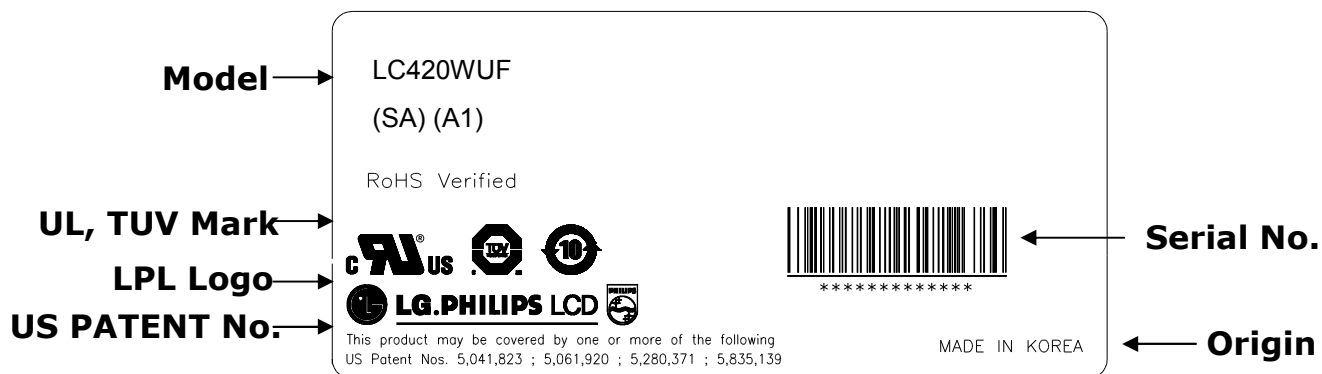 Model
LC420WUF
(SA) (A1)
RoHS Verified
UL, TUV Mark
c RU ® US TUV 10
LPL Logo
LG LG.PHILIPS LCD PHILIPS
US PATENT No.
This product may be covered by one or more of the following
US Patent Nos. 5,041,823 ; 5,061,920 ; 5,280,371 ; 5,835,139
*************
Serial No.
MADE IN KOREA
Origin